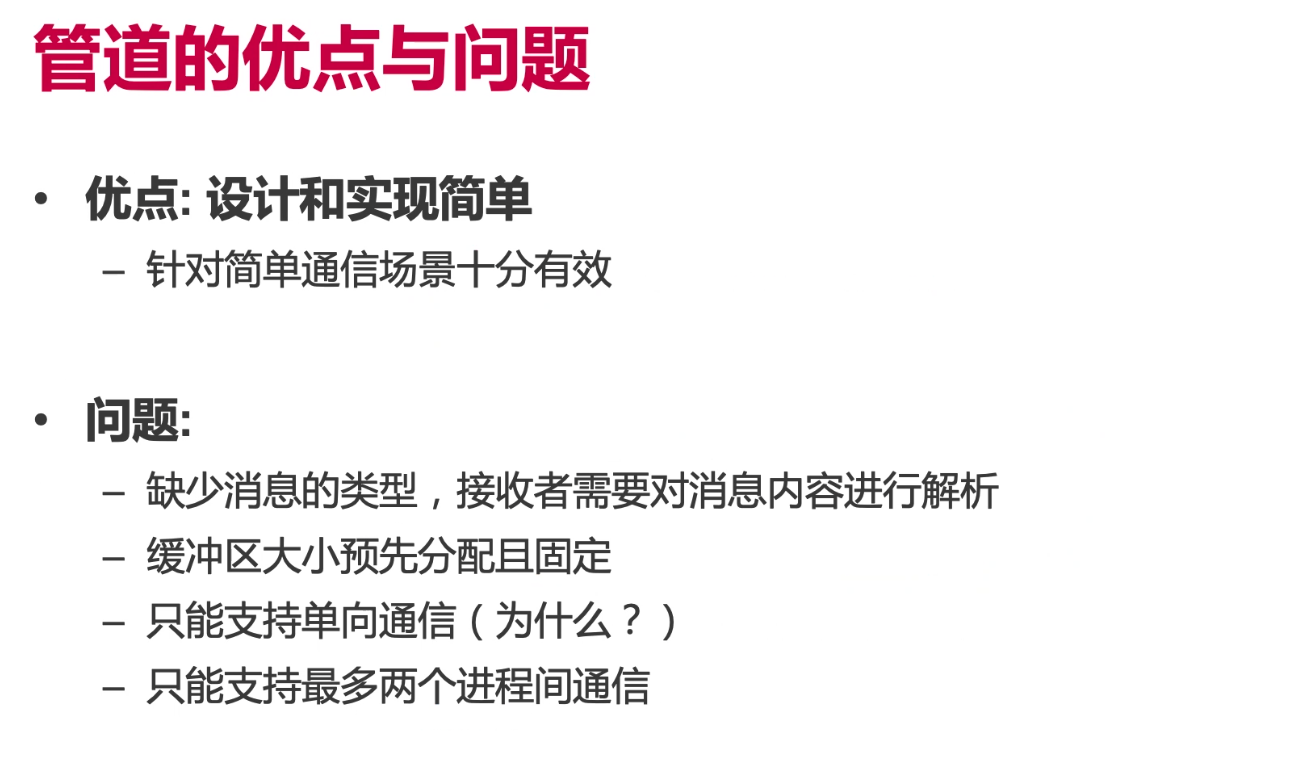 管道的优点与问题
• 优点: 设计和实现简单
– 针对简单通信场景十分有效
• 问题:
– 缺少消息的类型，接收者需要对消息内容进行解析
– 缓冲区大小预先分配且固定
– 只能支持单向通信（为什么？）
– 只能支持最多两个进程间通信